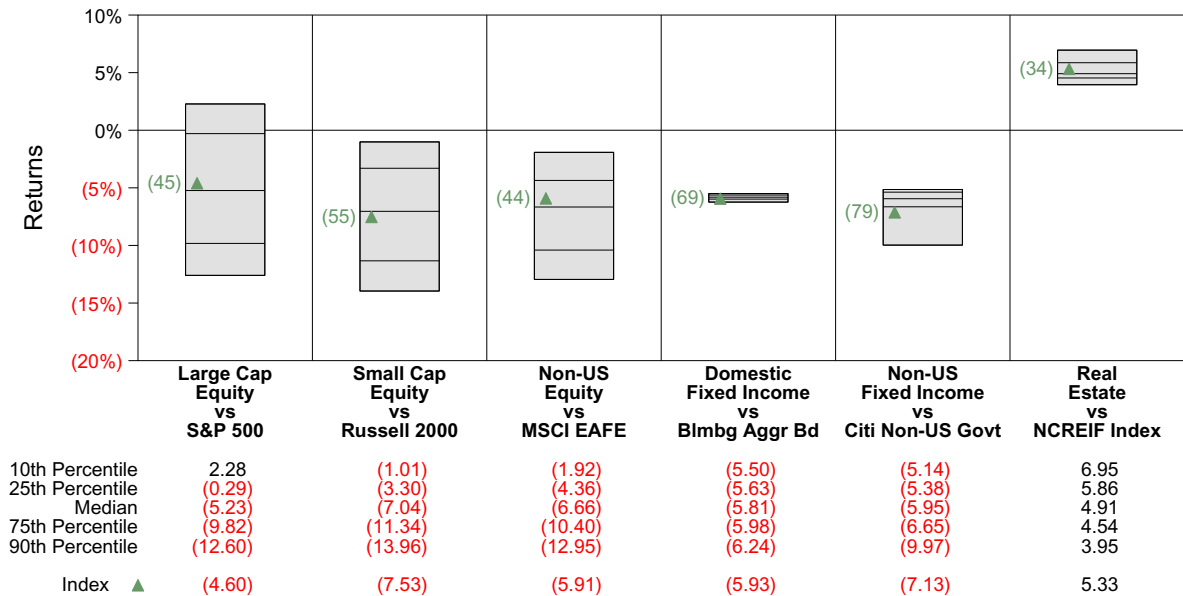 10%
5%
0%
(5%)
(10%)
(15%)
(20%)
Returns
(45)
(55)
(44)
(69)
(79)
(34)
Large Cap
Equity
vs
S&P 500
Small Cap
Equity
vs
Russell 2000
Non-US
Equity
vs
MSCI EAFE
Domestic
Fixed Income
vs
Blmbg Aggr Bd
Non-US
Fixed Income
vs
Citi Non-US Govt
Real
Estate
vs
NCREIF Index
10th Percentile 2.28 (1.01) (1.92) (5.50) (5.14) 6.95
25th Percentile (0.29) (3.30) (4.36) (5.63) (5.38) 5.86
Median (5.23) (7.04) (6.66) (5.81) (5.95) 4.91
75th Percentile (9.82) (11.34) (10.40) (5.98) (6.65) 4.54
90th Percentile (12.60) (13.96) (12.95) (6.24) (9.97) 3.95
Index (4.60) (7.53) (5.91) (5.93) (7.13) 5.33